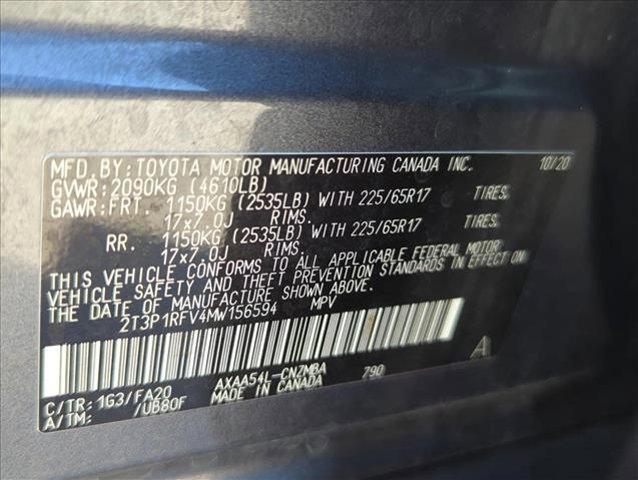 MFD. BY: TOYOTA MOTOR MANUFACTURING CANADA INC. 10/20
GVWR: 2090KG (4610LB)
GAWR: FRT. 1150KG (2535LB) WITH 225/65R17 TIRES.
17x7.0J RIMS.
RR. 1150KG (2535LB) WITH 225/65R17 TIRES.
17x7.0J RIMS.
THIS VEHICLE CONFORMS TO ALL APPLICABLE FEDERAL MOTOR
VEHICLE SAFETY AND THEFT PREVENTION STANDARDS IN EFFECT ON
THE DATE OF MANUFACTURE SHOWN ABOVE.
2T3P1RFV4MW156594 MPV
A
C/TR: 1G3/FA20 AXAA54L-CNZMBA 790
A/TM: /UB80F MADE IN CANADA